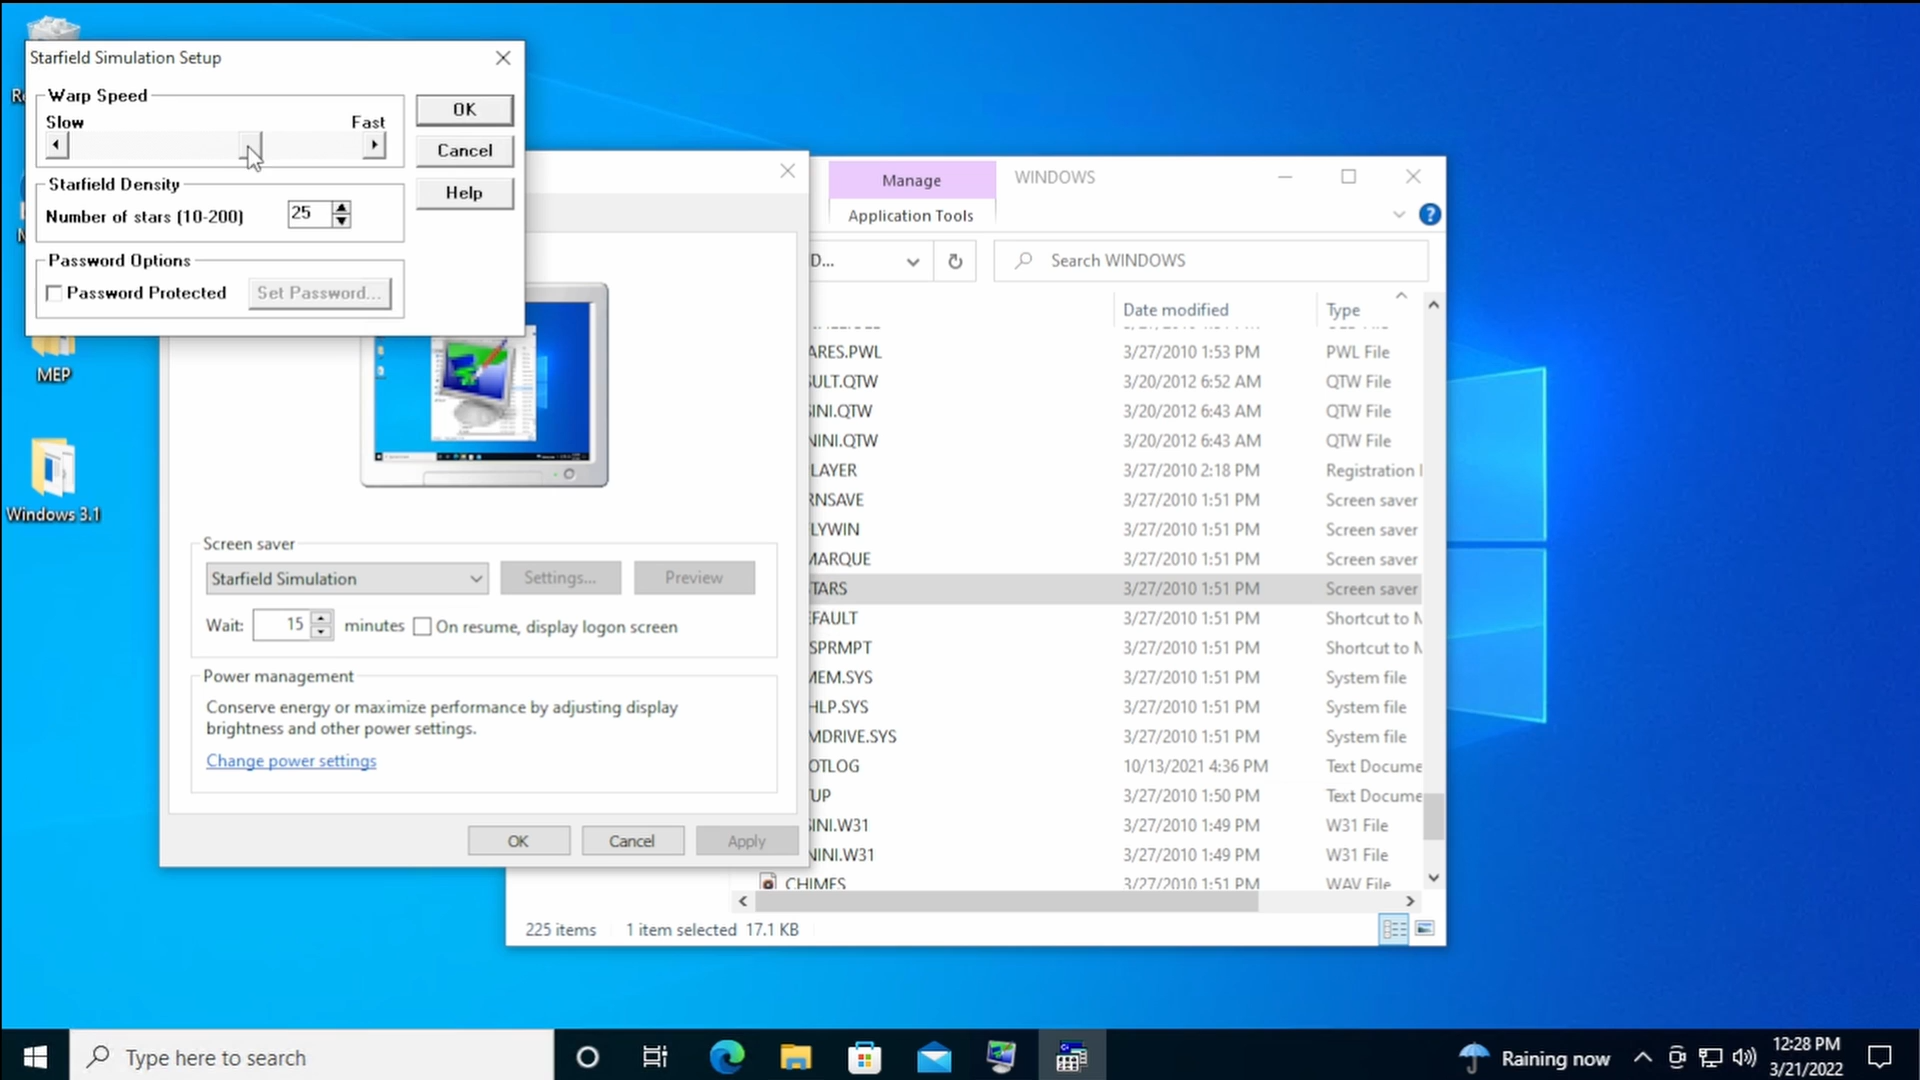 Starfield Simulation Setup
Warp Speed
Slow
Fast
OK
Cancel
Help
Starfield Density
Number of stars (10-200)
25
Password Options
Password Protected
Set Password...
MEP
Windows 3.1
Screen saver
Starfield Simulation
Settings...
Preview
Wait:
15
minutes
On resume, display logon screen
Power management
Conserve energy or maximize performance by adjusting display
brightness and other power settings.
Change power settings
OK
Cancel
Apply
Manage
WINDOWS
Application Tools
D...
Search WINDOWS
Date modified
Type
ARES.PWL 3/27/2010 1:53 PM PWL File
ULT.QTW 3/20/2012 6:52 AM QTW File
INI.QTW 3/20/2012 6:43 AM QTW File
NINI.QTW 3/20/2012 6:43 AM QTW File
LAYER 3/27/2010 2:18 PM Registration
RNSAVE 3/27/2010 1:51 PM Screen saver
LYWIN 3/27/2010 1:51 PM Screen saver
MARQUE 3/27/2010 1:51 PM Screen saver
TARS 3/27/2010 1:51 PM Screen saver
EFAULT 3/27/2010 1:51 PM Shortcut to M
SPRMPT 3/27/2010 1:51 PM Shortcut to M
MEM.SYS 3/27/2010 1:51 PM System file
HLP.SYS 3/27/2010 1:51 PM System file
MDRIVE.SYS 3/27/2010 1:51 PM System file
OTLOG 10/13/2021 4:36 PM Text Docume
UP 3/27/2010 1:50 PM Text Docume
INI.W31 3/27/2010 1:49 PM W31 File
NINI.W31 3/27/2010 1:49 PM W31 File
CHIMES 3/27/2010 1:51 PM WAV File
225 items
1 item selected 17.1 KB
Type here to search
Raining now
12:28 PM
3/21/2022